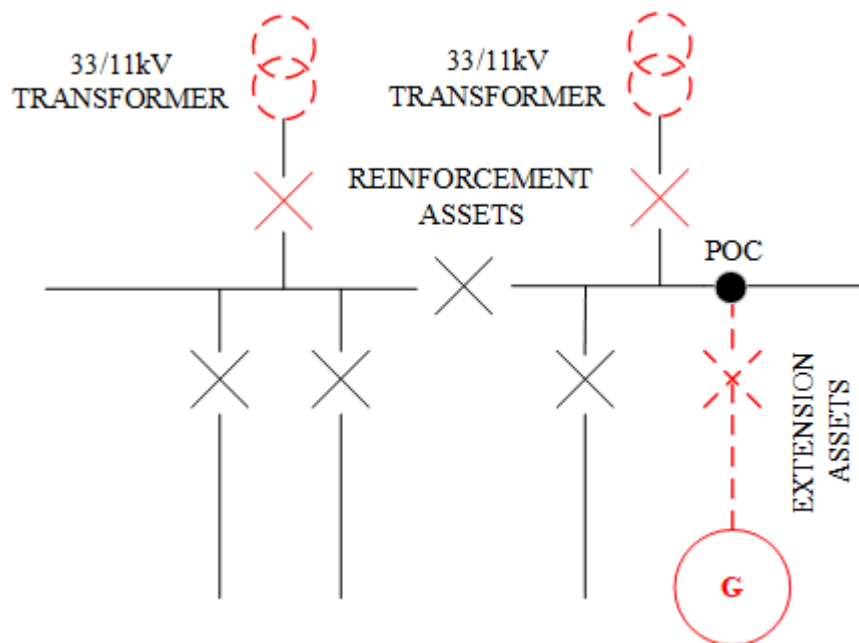 33/11kV
TRANSFORMER
33/11kV
TRANSFORMER
REINFORCEMENT
ASSETS
POC
EXTENSION
ASSETS
G